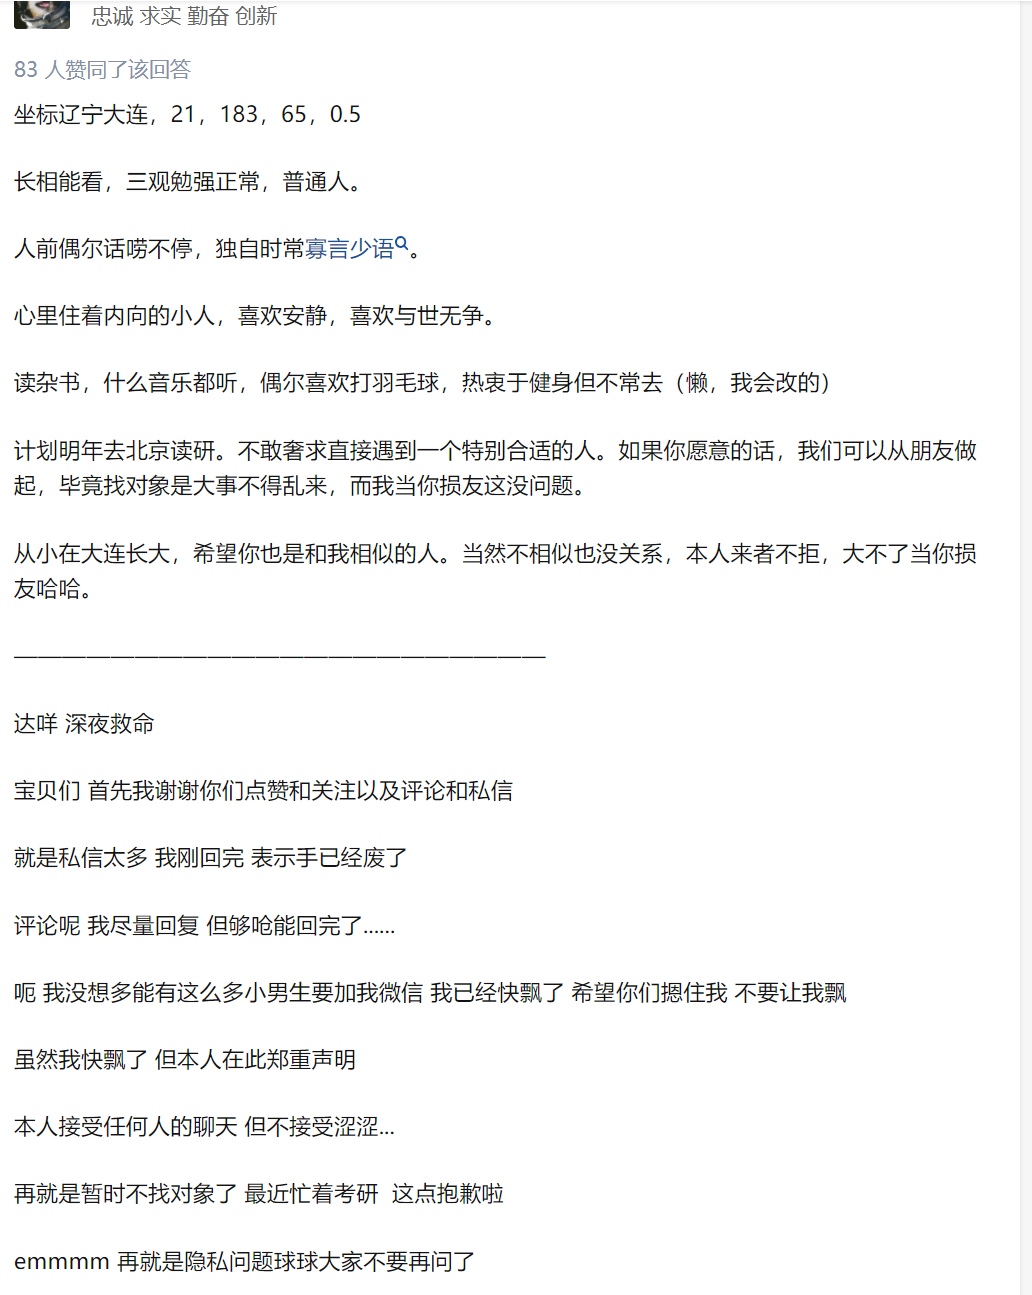 忠诚 求实 勤奋 创新
83 人赞同了该回答
坐标辽宁大连，21，183，65，0.5
长相能看，三观勉强正常，普通人。
人前偶尔话唠不停，独自时常寡言少语。
心里住着内向的小人，喜欢安静，喜欢与世无争。
读杂书，什么音乐都听，偶尔喜欢打羽毛球，热衷于健身但不常去（懒，我会改的）
计划明年去北京读研。不敢奢求直接遇到一个特别合适的人。如果你愿意的话，我们可以从朋友做
起，毕竟找对象是大事不得乱来，而我当你损友这没问题。
从小在大连长大，希望你也是和我相似的人。当然不相似也没关系，本人来者不拒，大不了当你损
友哈哈。
————————————————————————
达咩 深夜救命
宝贝们 首先我谢谢你们点赞和关注以及评论和私信
就是私信太多 我刚回完 表示手已经废了
评论呢 我尽量回复 但够呛能回完了......
呃 我没想多能有这么多小男生要加我微信 我已经快飘了 希望你们摁住我 不要让我飘
虽然我快飘了 但本人在此郑重声明
本人接受任何人的聊天 但不接受涩涩...
再就是暂时不找对象了 最近忙着考研  这点抱歉啦
emmmm 再就是隐私问题球球大家不要再问了